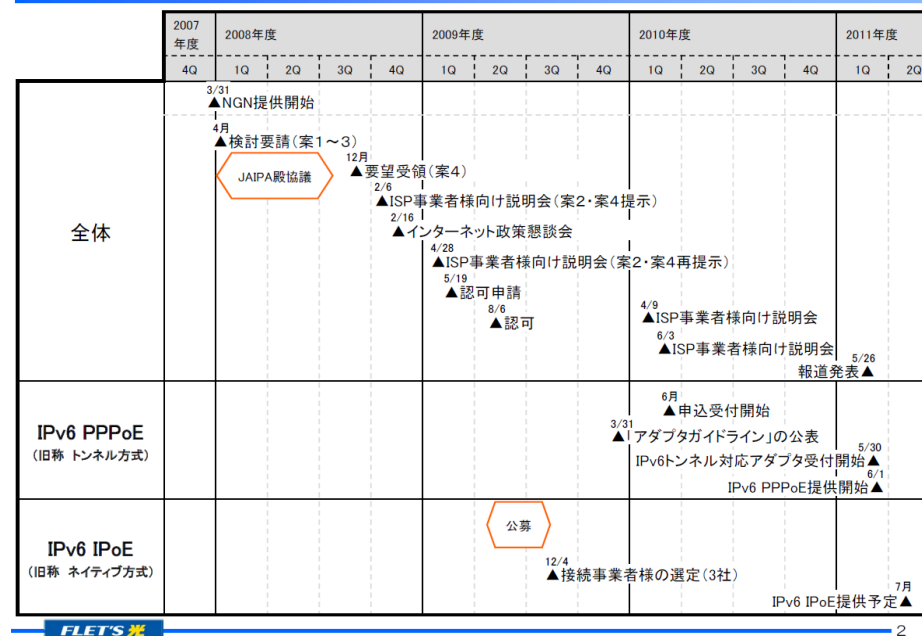 2007
年度
2008年度
2009年度
2010年度
2011年度
4Q 1Q 2Q 3Q 4Q 1Q 2Q 3Q 4Q 1Q 2Q 3Q 4Q 1Q 2Q
全体
3/31
▲NGN提供開始
4月
▲検討要請(案1～3)
JAIPA殿協議
12月
▲要望受領(案4)
2/6
▲ISP事業者様向け説明会(案2・案4提示)
2/16
▲インターネット政策懇談会
4/28
▲ISP事業者様向け説明会(案2・案4再提示)
5/19
▲認可申請
8/6
▲認可
4/9
▲ISP事業者様向け説明会
6/3
▲ISP事業者様向け説明会
5/26
報道発表▲
IPv6 PPPoE
(旧称 トンネル方式)
6月
▲申込受付開始
3/31
▲「アダプタガイドライン」の公表
5/30
IPv6トンネル対応アダプタ受付開始▲
6/1
IPv6 PPPoE提供開始▲
IPv6 IPoE
(旧称 ネイティブ方式)
公募
12/4
▲接続事業者様の選定(3社)
7月
IPv6 IPoE提供予定▲
FLET'S 光
2